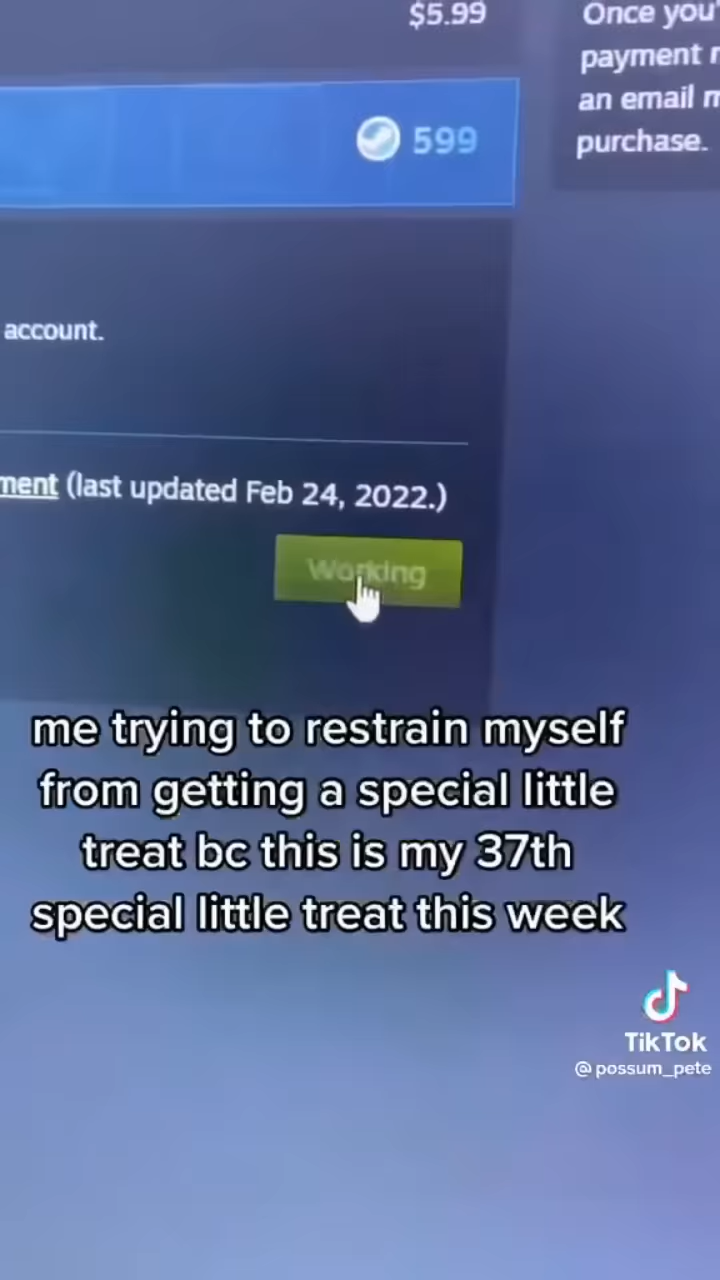 $5.99
Once you'
payment r
an email m
purchase.
599
account.
ment (last updated Feb 24, 2022.)
Working
me trying to restrain myself
from getting a special little
treat bc this is my 37th
special little treat this week
TikTok
@possum_pete